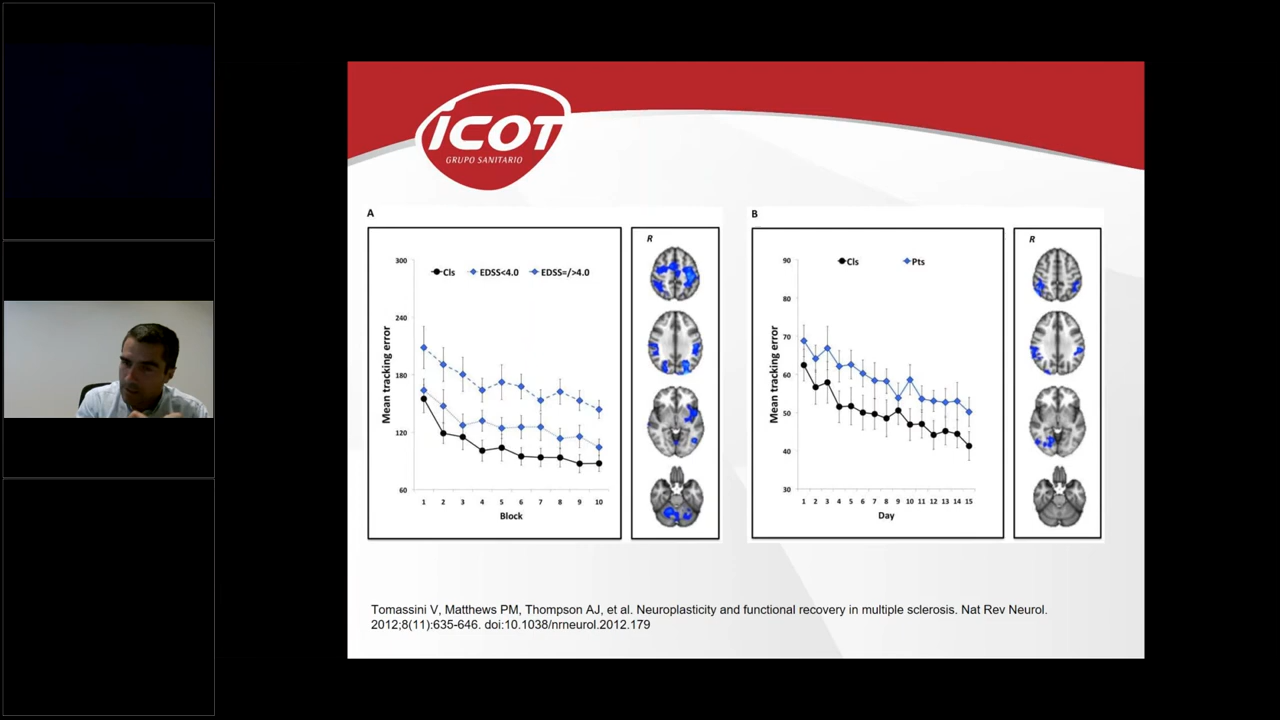 ICOT
GRUPO SANITARIO
A
300
240
180
120
60
Mean tracking error
Cls EDSS<4.0 EDSS=/>4.0
1 2 3 4 5 6 7 8 9 10
Block
R
B
90
80
70
60
50
40
30
Mean tracking error
Cls Pts
1 2 3 4 5 6 7 8 9 10 11 12 13 14 15
Day
R
Tomassini V, Matthews PM, Thompson AJ, et al. Neuroplasticity and functional recovery in multiple sclerosis. Nat Rev Neurol.
2012;8(11):635-646. doi:10.1038/nrneurol.2012.179